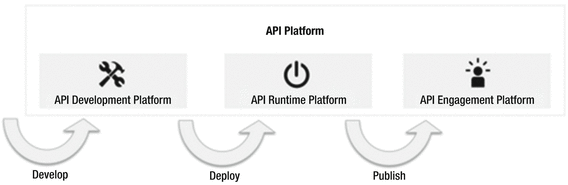 API Platform
API Development Platform
API Runtime Platform
API Engagement Platform
Develop
Deploy
Publish